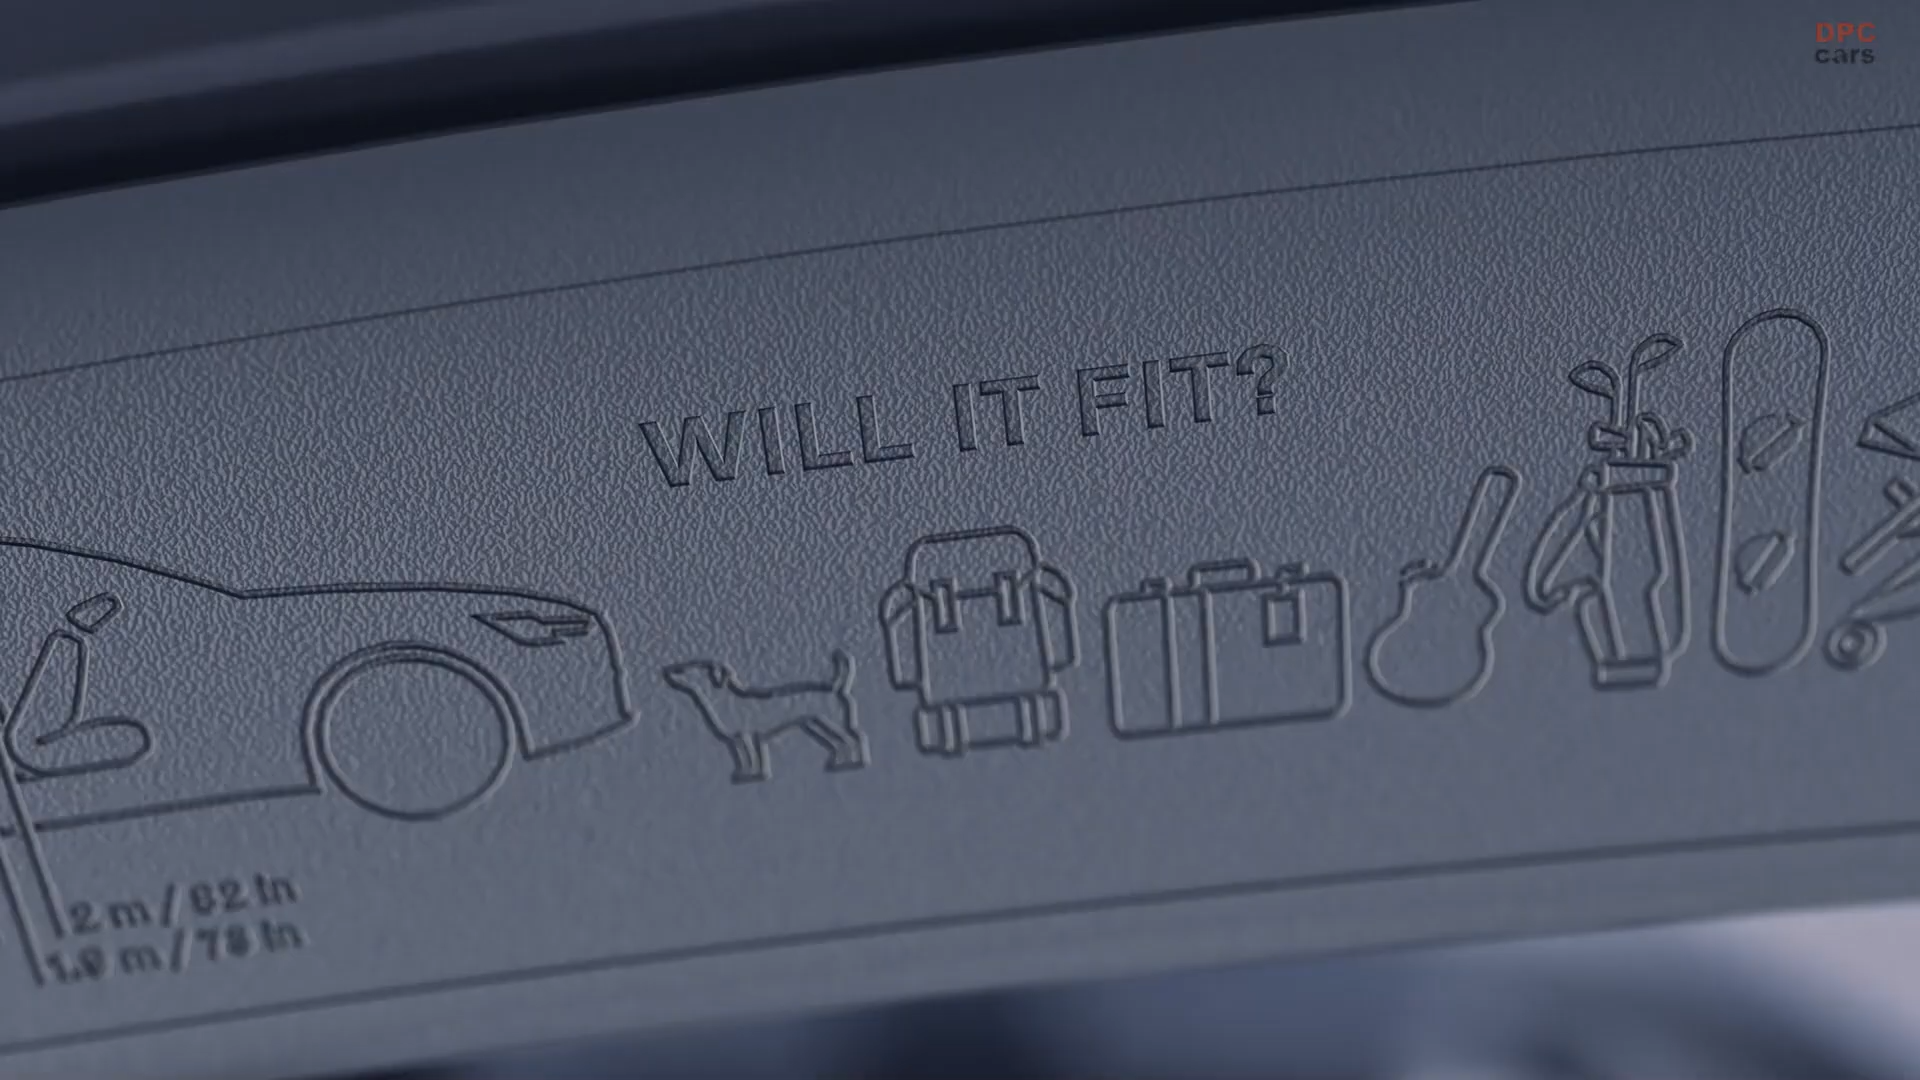 DPC
cars
WILL IT FIT?
2 m / 82 in
1.9 m / 78 in